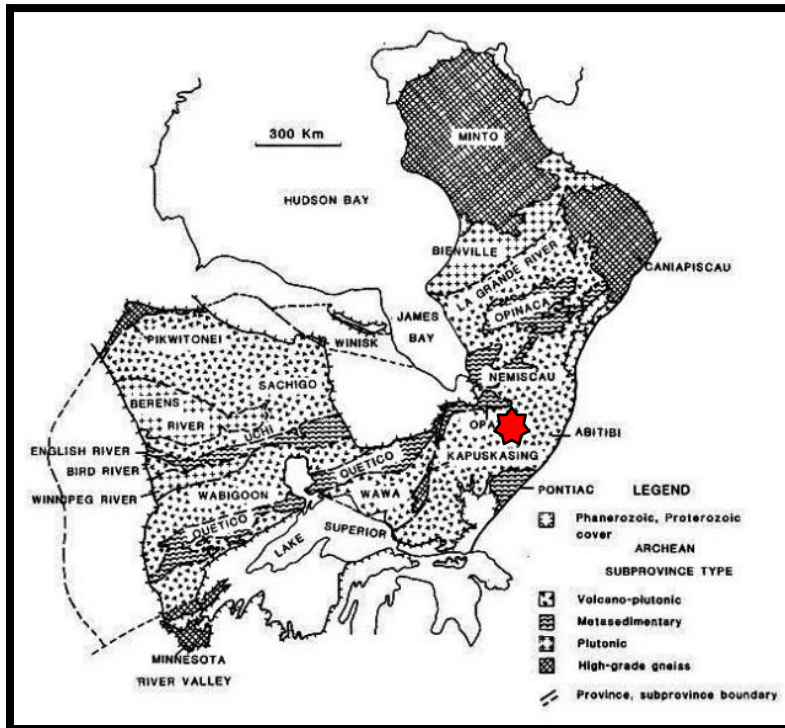 MINTO
300 Km
HUDSON BAY
BIENVILLE
LA GRANDE RIVER
CANIAPISCAU
OPINACA
JAMES
BAY
WINISK
PIKWITONEI
NEMISCAU
SACHIGO
BERENS
RIVER
UCHI
OPA
ABITIBI
ENGLISH RIVER
BIRD RIVER
QUETICO
KAPUSKASING
WINNIPEG RIVER
WABIGOON
WAWA
PONTIAC
QUETICO
LAKE
SUPERIOR
LEGEND
Phanerozoic, Proterozoic
cover
ARCHEAN
SUBPROVINCE TYPE
Volcano-plutonic
Metasedimentary
Plutonic
High-grade gneiss
Province, subprovince boundary
MINNESOTA
RIVER VALLEY